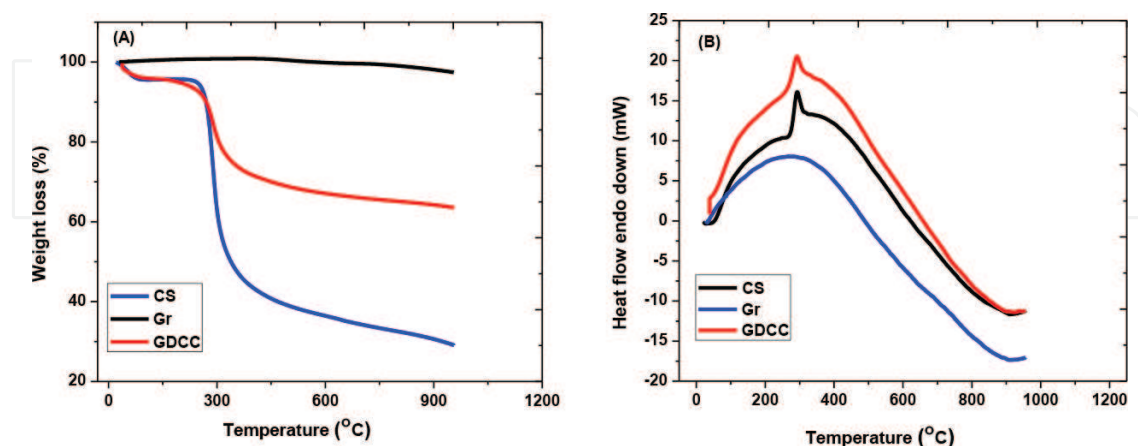 (A)
100
80
60
40
20
Weight loss (%)
CS
Gr
GDCC
0
300
600
900
1200
Temperature (°C)
(B)
25
20
15
10
5
0
-5
-10
-15
-20
Heat flow endo down (mW)
CS
Gr
GDCC
0
200
400
600
800
1000
1200
Temperature (°C)